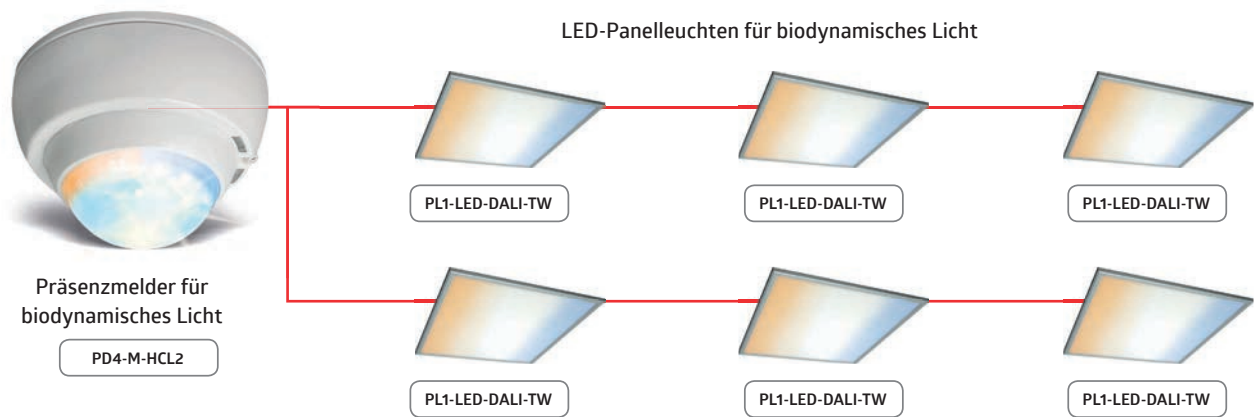 LED-Panelleuchten für biodynamisches Licht
PL1-LED-DALI-TW
PL1-LED-DALI-TW
PL1-LED-DALI-TW
Präsenzmelder für
biodynamisches Licht
PD4-M-HCL2
PL1-LED-DALI-TW
PL1-LED-DALI-TW
PL1-LED-DALI-TW